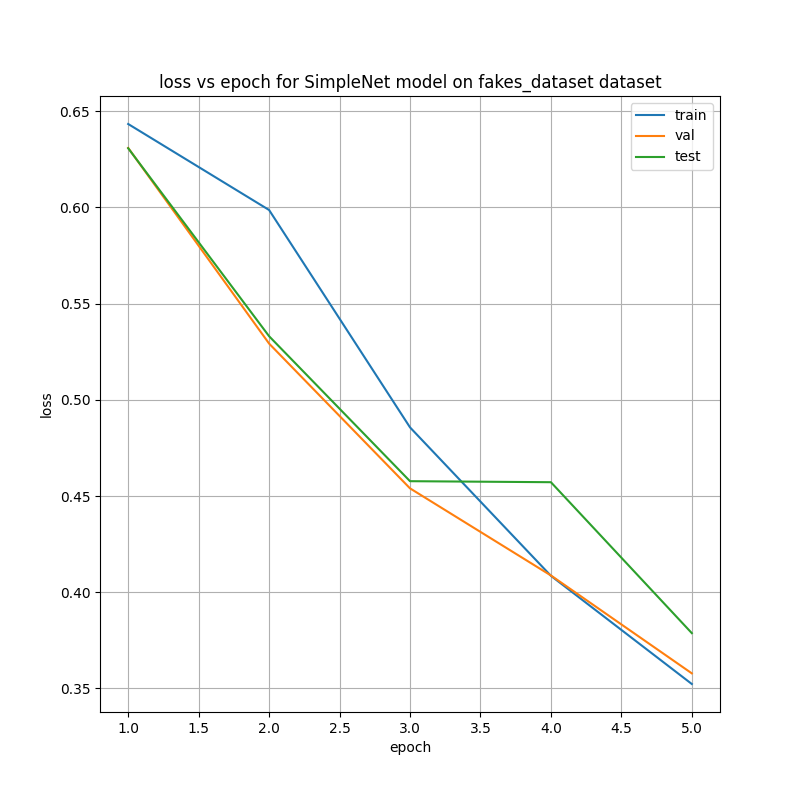 loss vs epoch for SimpleNet model on fakes_dataset dataset
train
val
test
0.65
0.60
0.55
0.50
0.45
0.40
0.35
loss
1.0 1.5 2.0 2.5 3.0 3.5 4.0 4.5 5.0
epoch